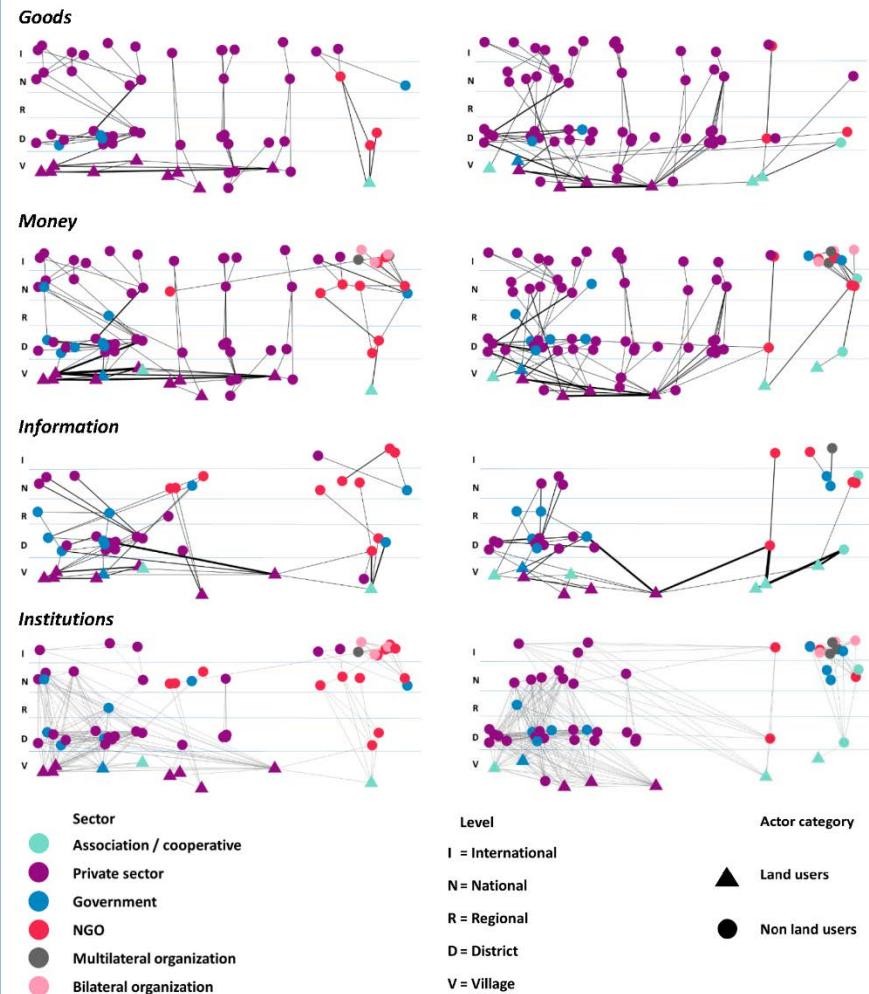 Goods
I
N
R
D
V
Money
I
N
R
D
V
I
N
R
D
V
Information
I
N
R
D
V
I
N
R
D
V
Institutions
I
N
R
D
V
I
N
R
D
V
Sector
Association / cooperative
Private sector
Government
NGO
Multilateral organization
Bilateral organization
Level
I = International
N = National
R = Regional
D = District
V = Village
Actor category
Land users
Non land users